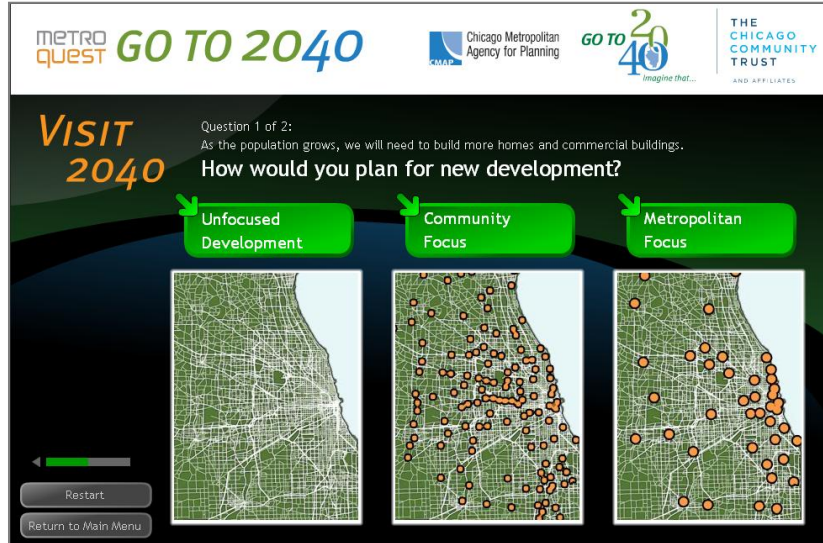 METRO
QUEST
GO TO 2040
CMAP
Chicago Metropolitan
Agency for Planning
GO TO
2040
imagine that...
THE
CHICAGO
COMMUNITY
TRUST
AND AFFILIATES
VISIT
2040
Question 1 of 2:
As the population grows, we will need to build more homes and commercial buildings.
How would you plan for new development?
Unfocused
Development
Community
Focus
Metropolitan
Focus
Restart
Return to Main Menu